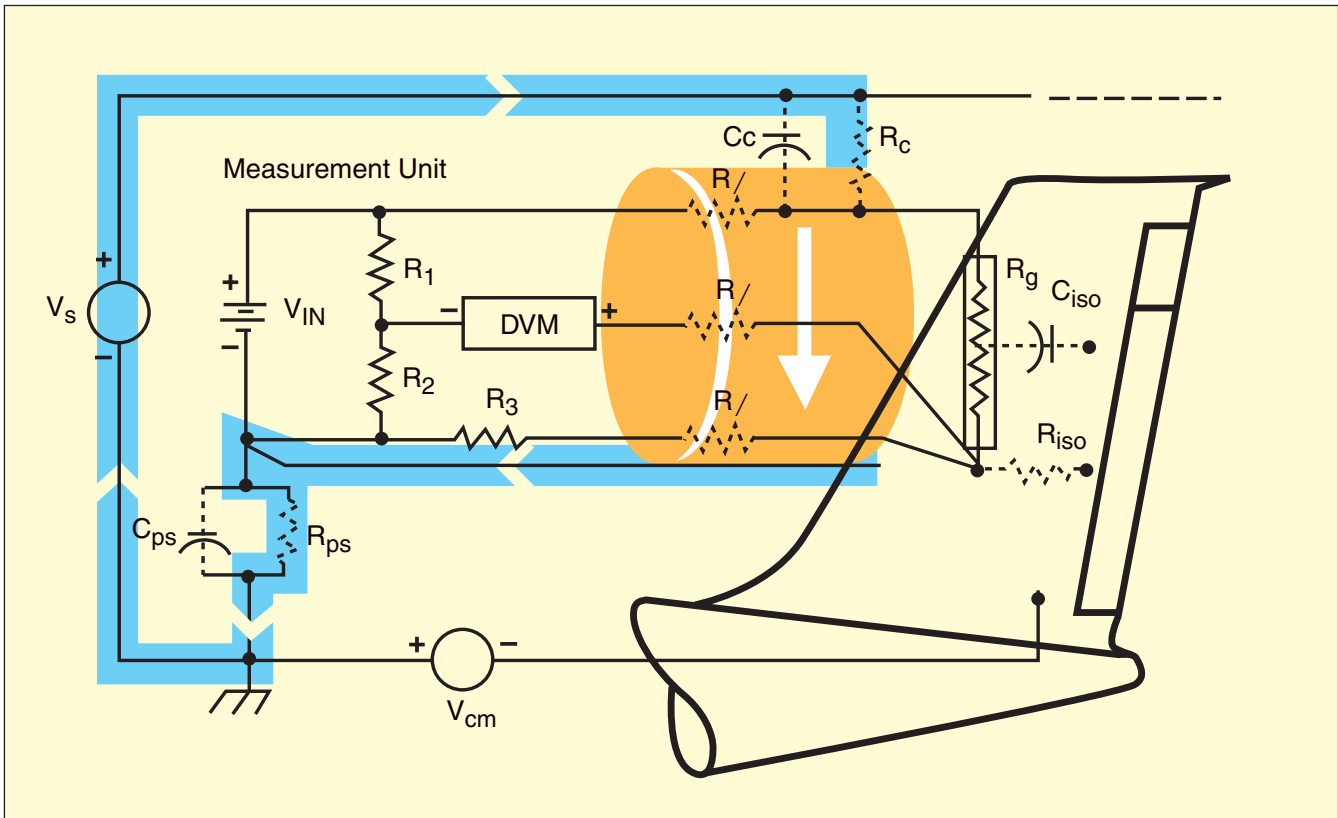 Cc
Rc
Measurement Unit
R/
+
Vs
−
+
VIN
−
R1
R2
−
DVM
+
R/
R3
R/
Rg
Ciso
Riso
Cps
Rps
+
−
Vcm